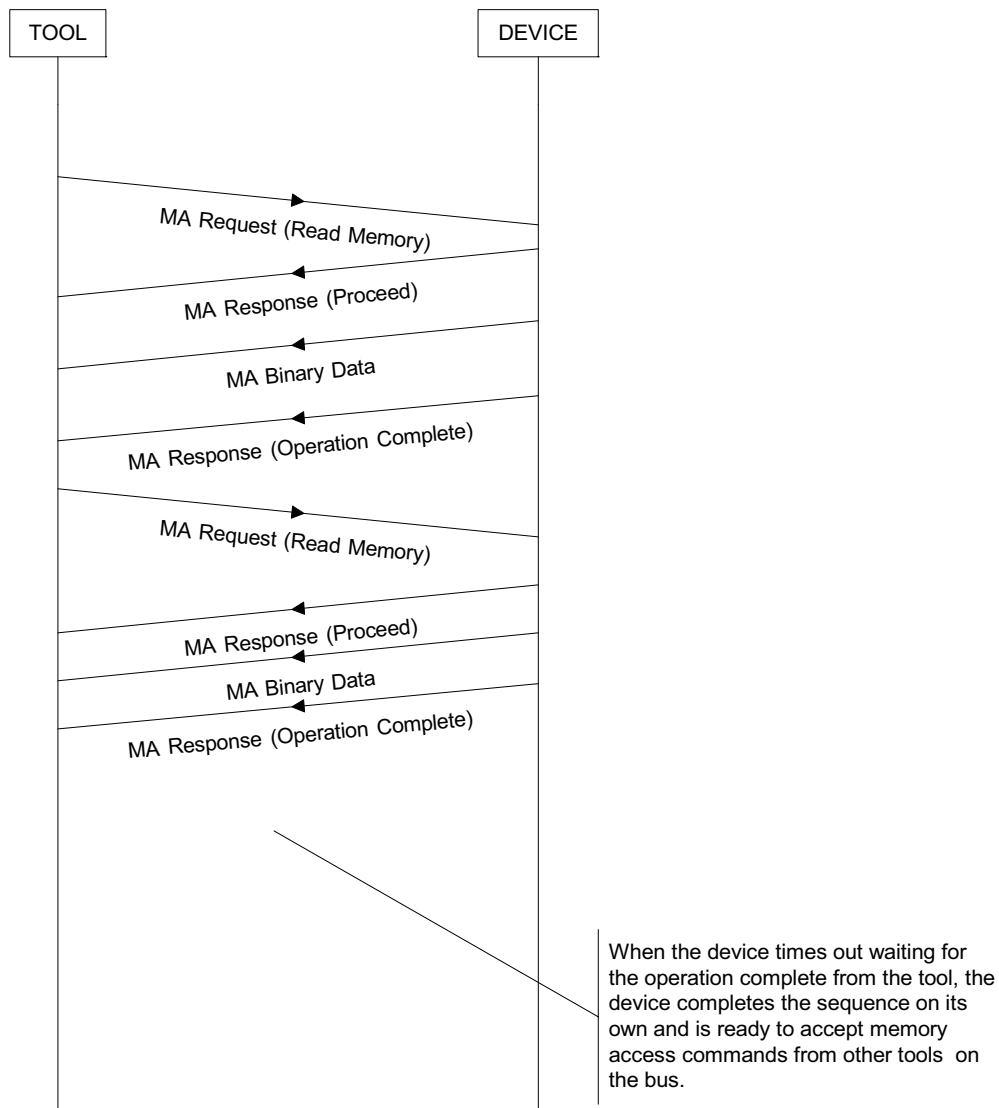 TOOL
DEVICE
MA Request (Read Memory)
MA Response (Proceed)
MA Binary Data
MA Response (Operation Complete)
MA Request (Read Memory)
MA Response (Proceed)
MA Binary Data
MA Response (Operation Complete)
When the device times out waiting for
the operation complete from the tool, the
device completes the sequence on its
own and is ready to accept memory
access commands from other tools  on
the bus.